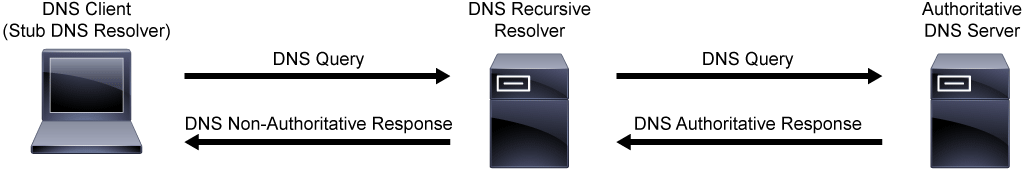 DNS Client
(Stub DNS Resolver)
DNS Query
DNS Non-Authoritative Response
DNS Recursive
Resolver
DNS Query
DNS Authoritative Response
Authoritative
DNS Server